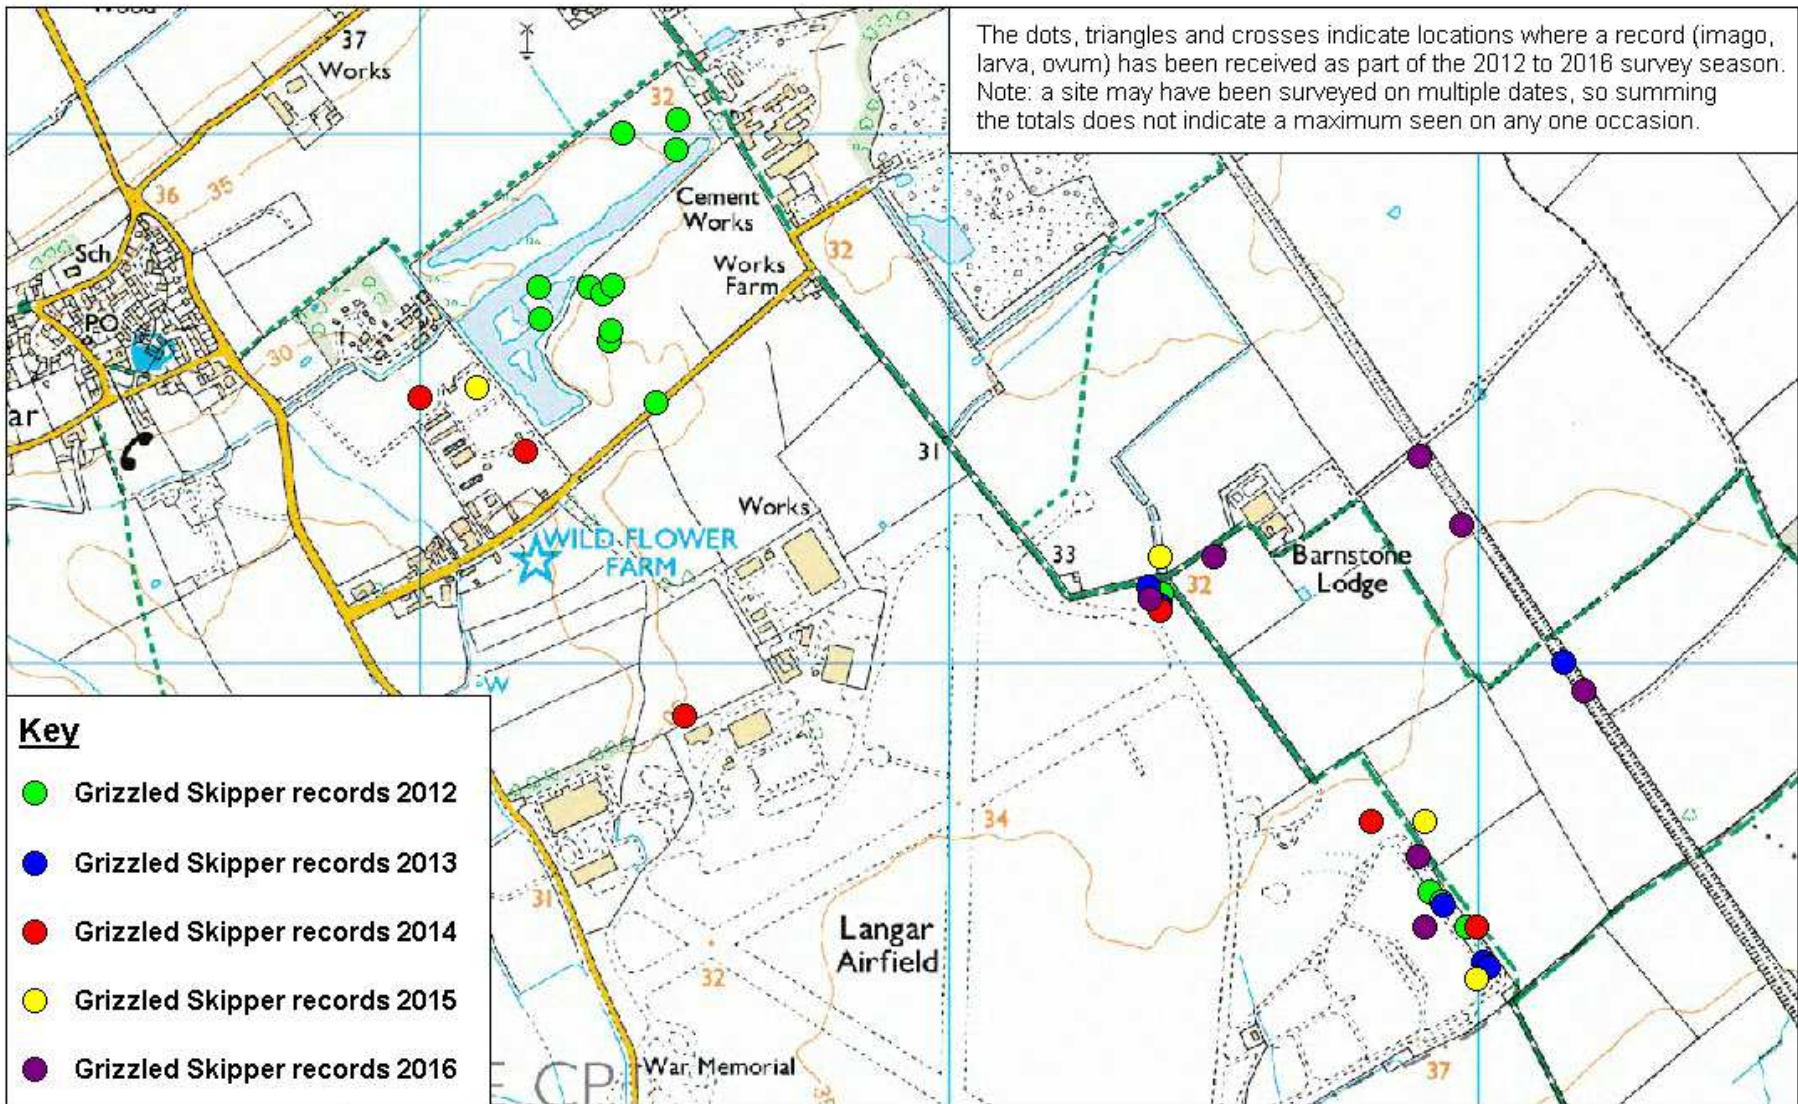 Wood
37
Works
32
The dots, triangles and crosses indicate locations where a record (imago,
larva, ovum) has been received as part of the 2012 to 2016 survey season.
Note: a site may have been surveyed on multiple dates, so summing
the totals does not indicate a maximum seen on any one occasion.
36
35
Cement
Works
Sch
Works
Farm
32
PO
30
ar
31
Works
WILD FLOWER
FARM
33
32
Barnstone
Lodge
W
Key
Grizzled Skipper records 2012
Grizzled Skipper records 2013
Grizzled Skipper records 2014
Grizzled Skipper records 2015
Grizzled Skipper records 2016
34
31
Langar
Airfield
32
War Memorial
CP
37